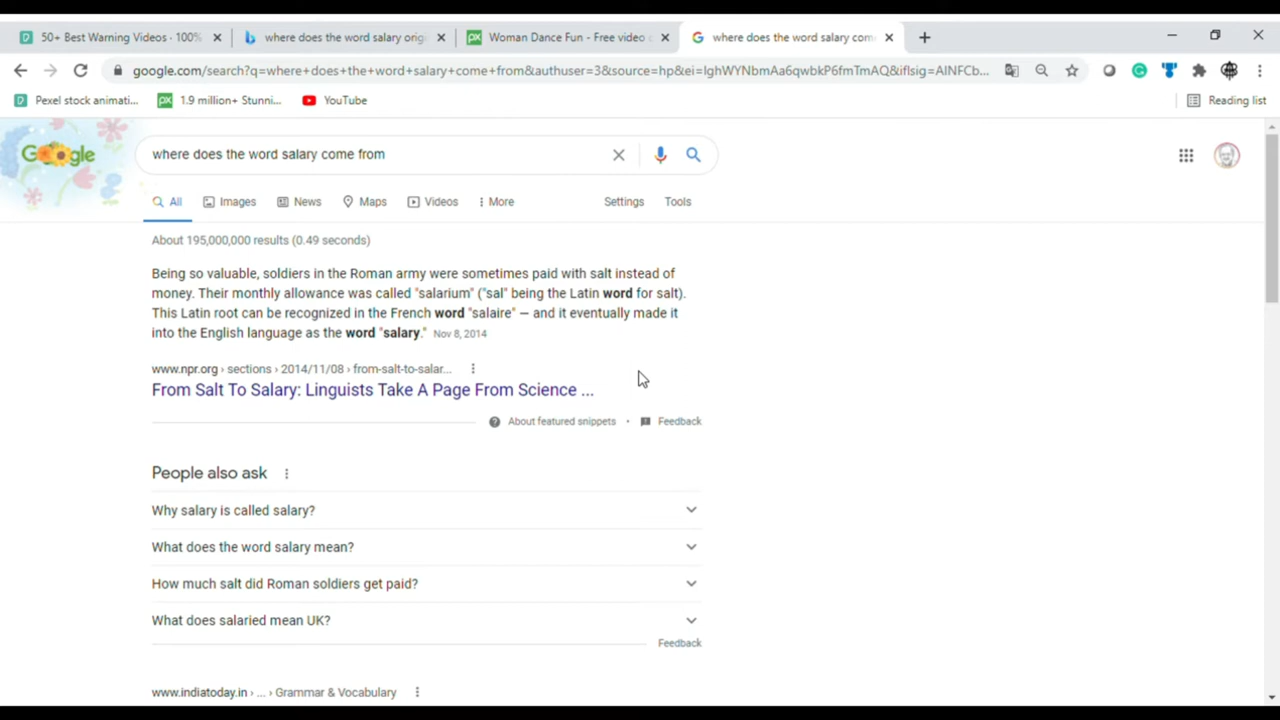 50+ Best Warning Videos · 100%
where does the word salary orig
Woman Dance Fun - Free video o
where does the word salary com
google.com/search?q=where+does+the+word+salary+come+from&authuser=3&source=hp&ei=IghWYNbmAa6qwbkP6fmTmAQ&iflsig=AINFCb...
Pexel stock animati...
1.9 million+ Stunni...
YouTube
Reading list
Google
where does the word salary come from
All
Images
News
Maps
Videos
More
Settings
Tools
About 195,000,000 results (0.49 seconds)
Being so valuable, soldiers in the Roman army were sometimes paid with salt instead of
money. Their monthly allowance was called "salarium" ("sal" being the Latin word for salt).
This Latin root can be recognized in the French word "salaire" — and it eventually made it
into the English language as the word "salary." Nov 8, 2014
www.npr.org › sections › 2014/11/08 › from-salt-to-salar...
From Salt To Salary: Linguists Take A Page From Science ...
About featured snippets • Feedback
People also ask
Why salary is called salary?
What does the word salary mean?
How much salt did Roman soldiers get paid?
What does salaried mean UK?
Feedback
www.indiatoday.in › ... › Grammar & Vocabulary